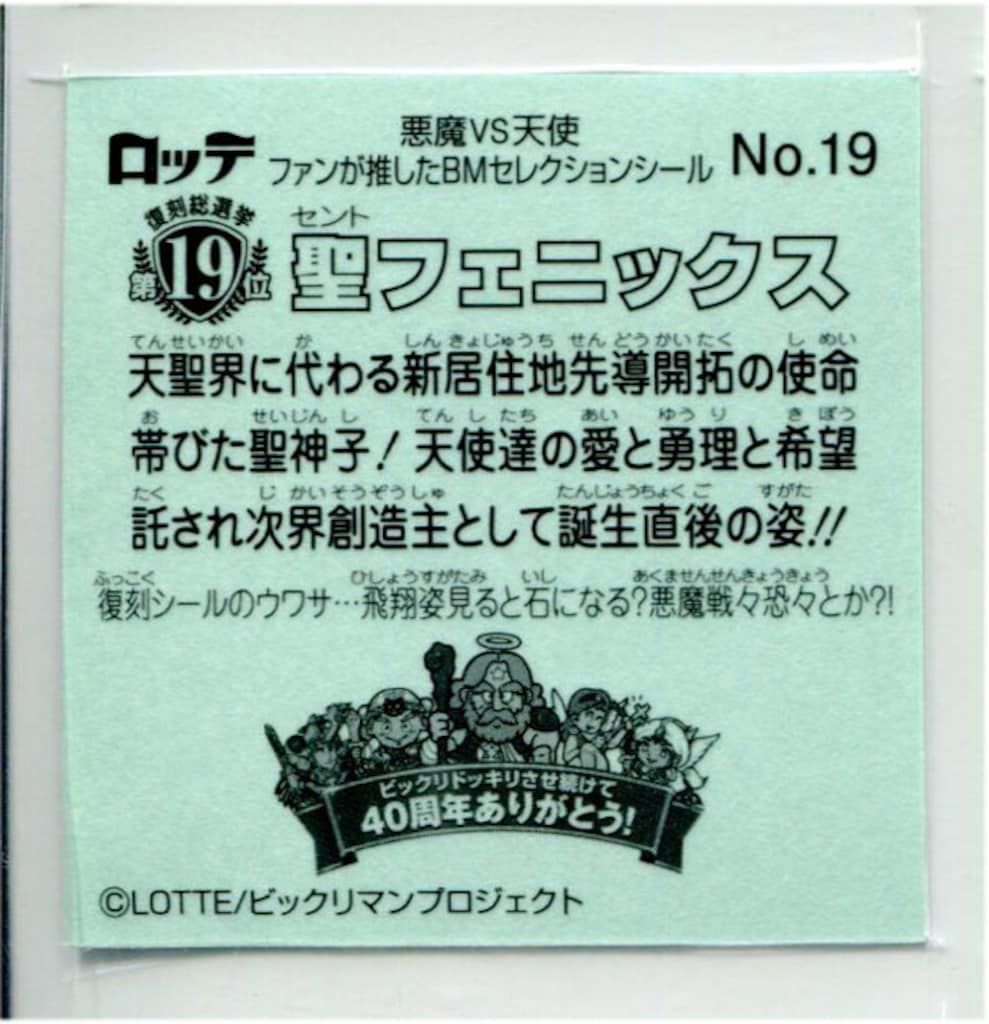 ロッテ
悪魔VS天使
ファンが推したBMセレクションシール
No.19
復刻総選挙
第19位
セント
聖フェニックス
てんせいかい か しんきょじゅうち せんどうかいたく しめい
天聖界に代わる新居住地先導開拓の使命
お せいじんし てんしたち あい ゆうり きぼう
帯びた聖神子！天使達の愛と勇理と希望
たく じかいそうぞうしゅ たんじょうちょくご すがた
託され次界創造主として誕生直後の姿!!
ふっこく ひしょうすがたみ いし あくませんせんきょうきょう
復刻シールのウワサ…飛翔姿見ると石になる?悪魔戦々恐々とか?!
ビックリドッキリさせ続けて
40周年ありがとう!
©LOTTE/ビックリマンプロジェクト